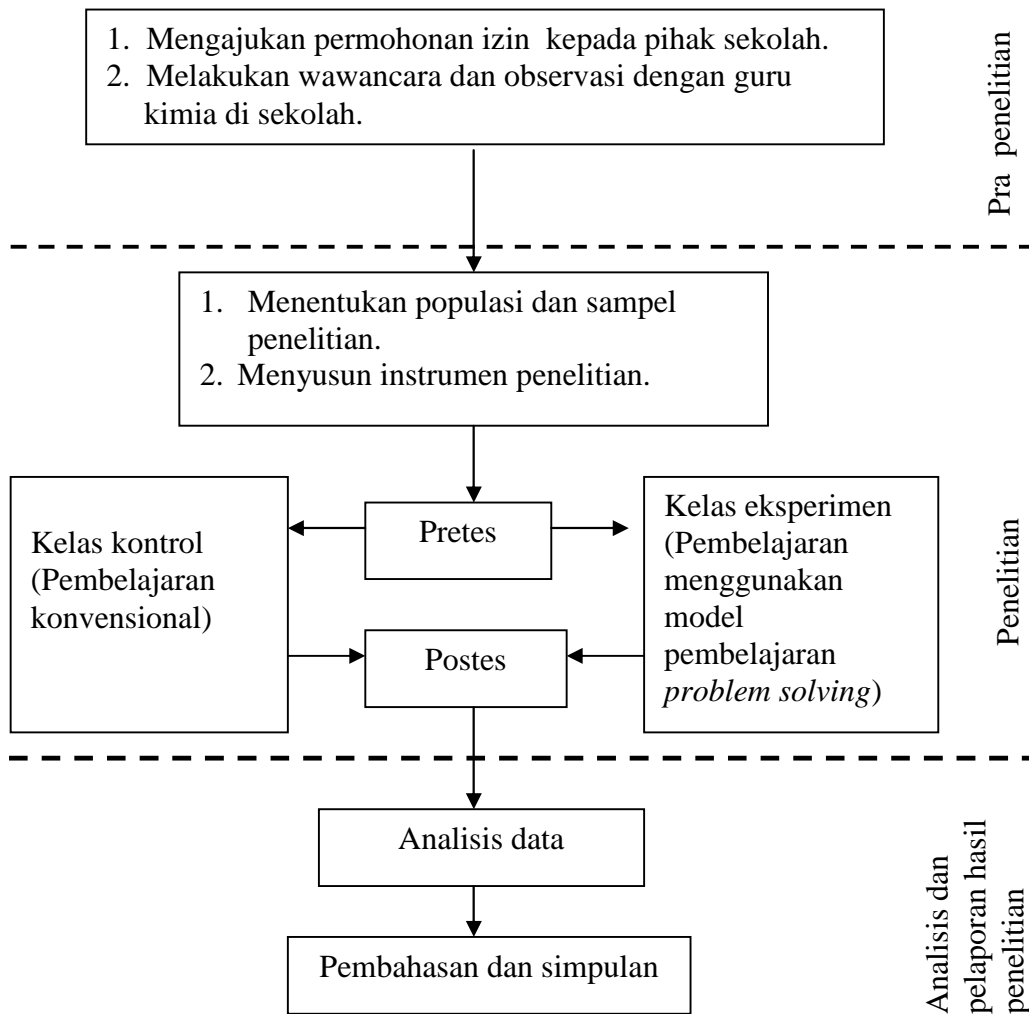 1. Mengajukan permohonan izin kepada pihak sekolah.
2. Melakukan wawancara dan observasi dengan guru
kimia di sekolah.
Pra penelitian
1. Menentukan populasi dan sampel
penelitian.
2. Menyusun instrumen penelitian.
Kelas kontrol
(Pembelajaran
konvensional)
Pretes
Postes
Kelas eksperimen
(Pembelajaran
menggunakan
model
pembelajaran
problem solving)
Penelitian
Analisis data
Pembahasan dan simpulan
Analisis dan
pelaporan hasil
penelitian